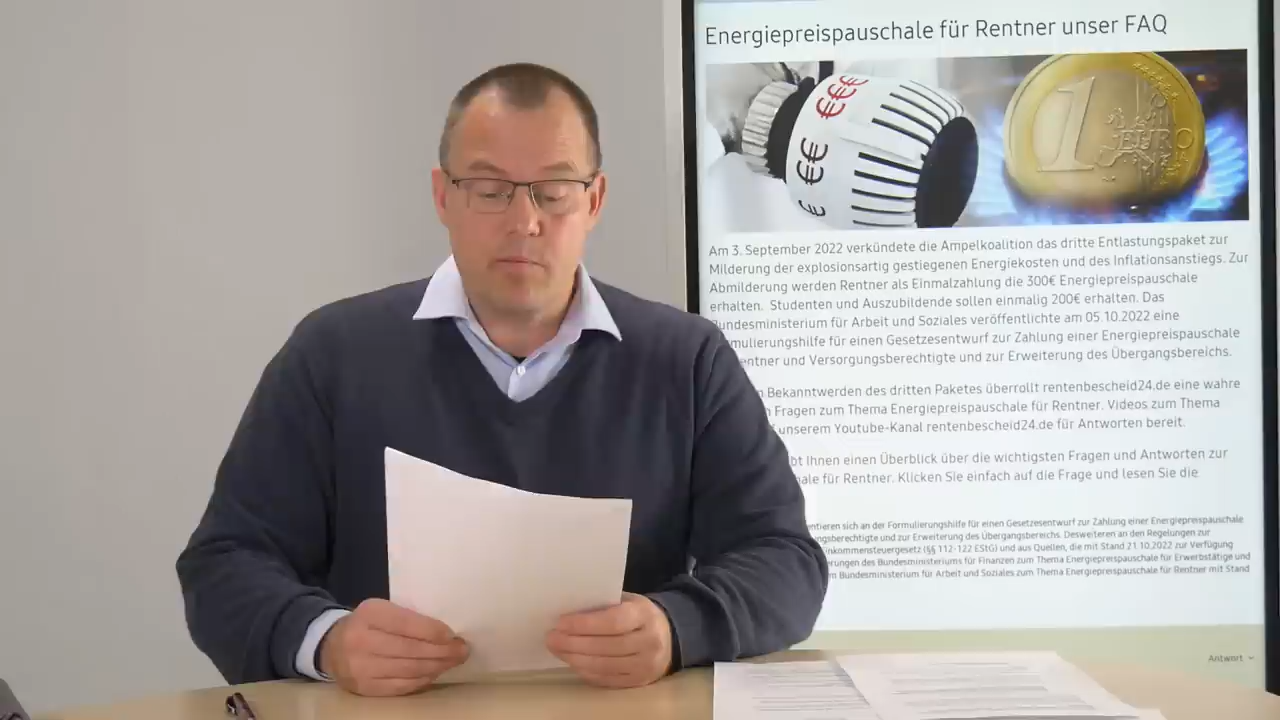 Energiepreispauschale für Rentner unser FAQ
€€€
€€
€
1
EURO
Am 3. September 2022 verkündete die Ampelkoalition das dritte Entlastungspaket zur
Milderung der explosionsartig gestiegenen Energiekosten und des Inflationsanstiegs. Zur
Abmilderung werden Rentner als Einmalzahlung die 300€ Energiepreispauschale
erhalten. Studenten und Auszubildende sollen einmalig 200€ erhalten. Das
Bundesministerium für Arbeit und Soziales veröffentlichte am 05.10.2022 eine
rmulierungshilfe für einen Gesetzesentwurf zur Zahlung einer Energiepreispauschale
entner und Versorgungsberechtigte und zur Erweiterung des Übergangsbereichs.
Bekanntwerden des dritten Paketes überrollt rentenbescheid24.de eine wahre
Fragen zum Thema Energiepreispauschale für Rentner. Videos zum Thema
unserem Youtube-Kanal rentenbescheid24.de für Antworten bereit.
bt Ihnen einen Überblick über die wichtigsten Fragen und Antworten zur
ale für Rentner. Klicken Sie einfach auf die Frage und lesen Sie die
entieren sich an der Formulierungshilfe für einen Gesetzesentwurf zur Zahlung einer Energiepreispauschale
ngsberechtigte und zur Erweiterung des Übergangsbereichs. Desweiteren an den Regelungen zur
inkommensteuergesetz (§§ 112-122 EStG) und aus Quellen, die mit Stand 21.10.2022 zur Verfügung
rungen des Bundesministeriums für Finanzen zum Thema Energiepreispauschale für Erwerbstätige und
m Bundesministerium für Arbeit und Soziales zum Thema Energiepreispauschale für Rentner mit Stand
Antwort